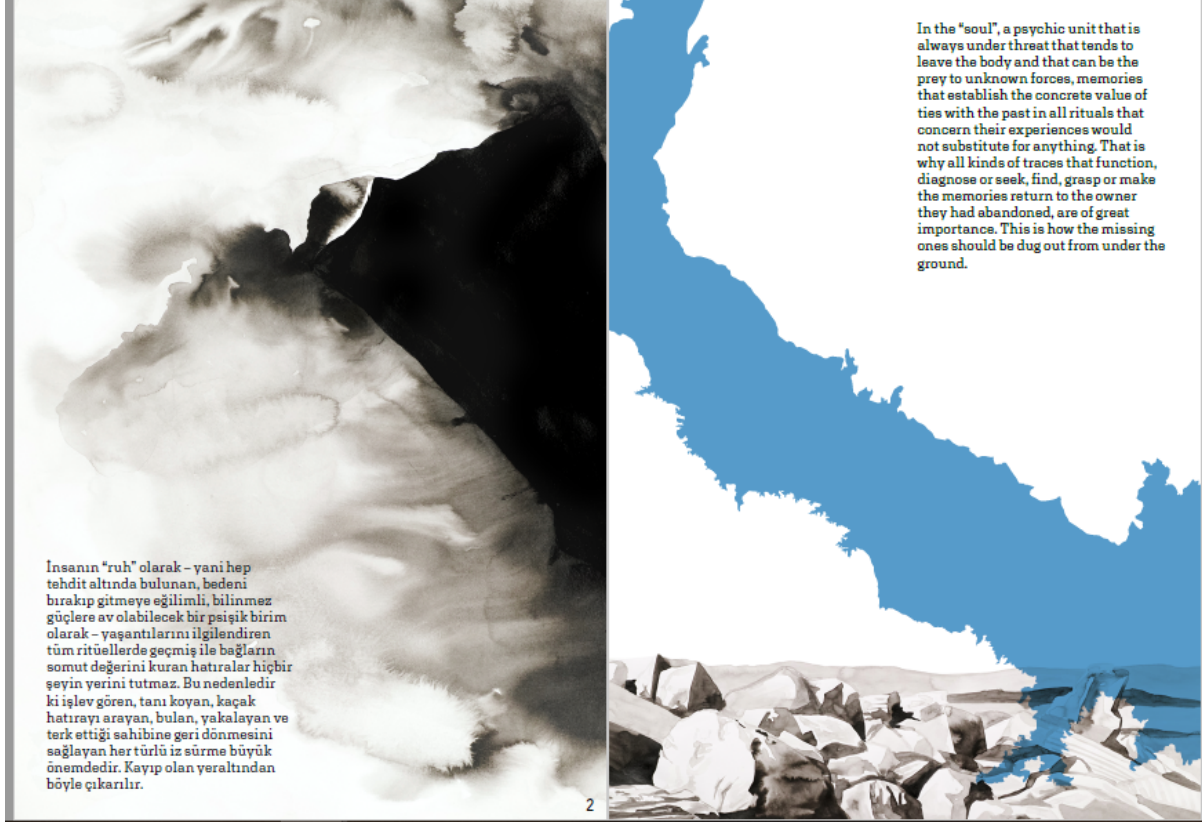 İnsanın “ruh” olarak – yani hep
tehdit altında bulunan, bedeni
bırakıp gitmeye eğilimli, bilinmez
güçlere av olabilecek bir psişik birim
olarak – yaşantılarını ilgilendiren
tüm ritüellerde geçmiş ile bağların
somut değerini kuran hatıralar hiçbir
şeyin yerini tutmaz. Bu nedenledir
ki işlev gören, tanı koyan, kaçak
hatırayı arayan, bulan, yakalayan ve
terk ettiği sahibine geri dönmesini
sağlayan her türlü iz sürme büyük
önemdedir. Kayıp olan yeraltından
böyle çıkarılır.
2
In the “soul”, a psychic unit that is
always under threat that tends to
leave the body and that can be the
prey to unknown forces, memories
that establish the concrete value of
ties with the past in all rituals that
concern their experiences would
not substitute for anything. That is
why all kinds of traces that function,
diagnose or seek, find, grasp or make
the memories return to the owner
they had abandoned, are of great
importance. This is how the missing
ones should be dug out from under the
ground.